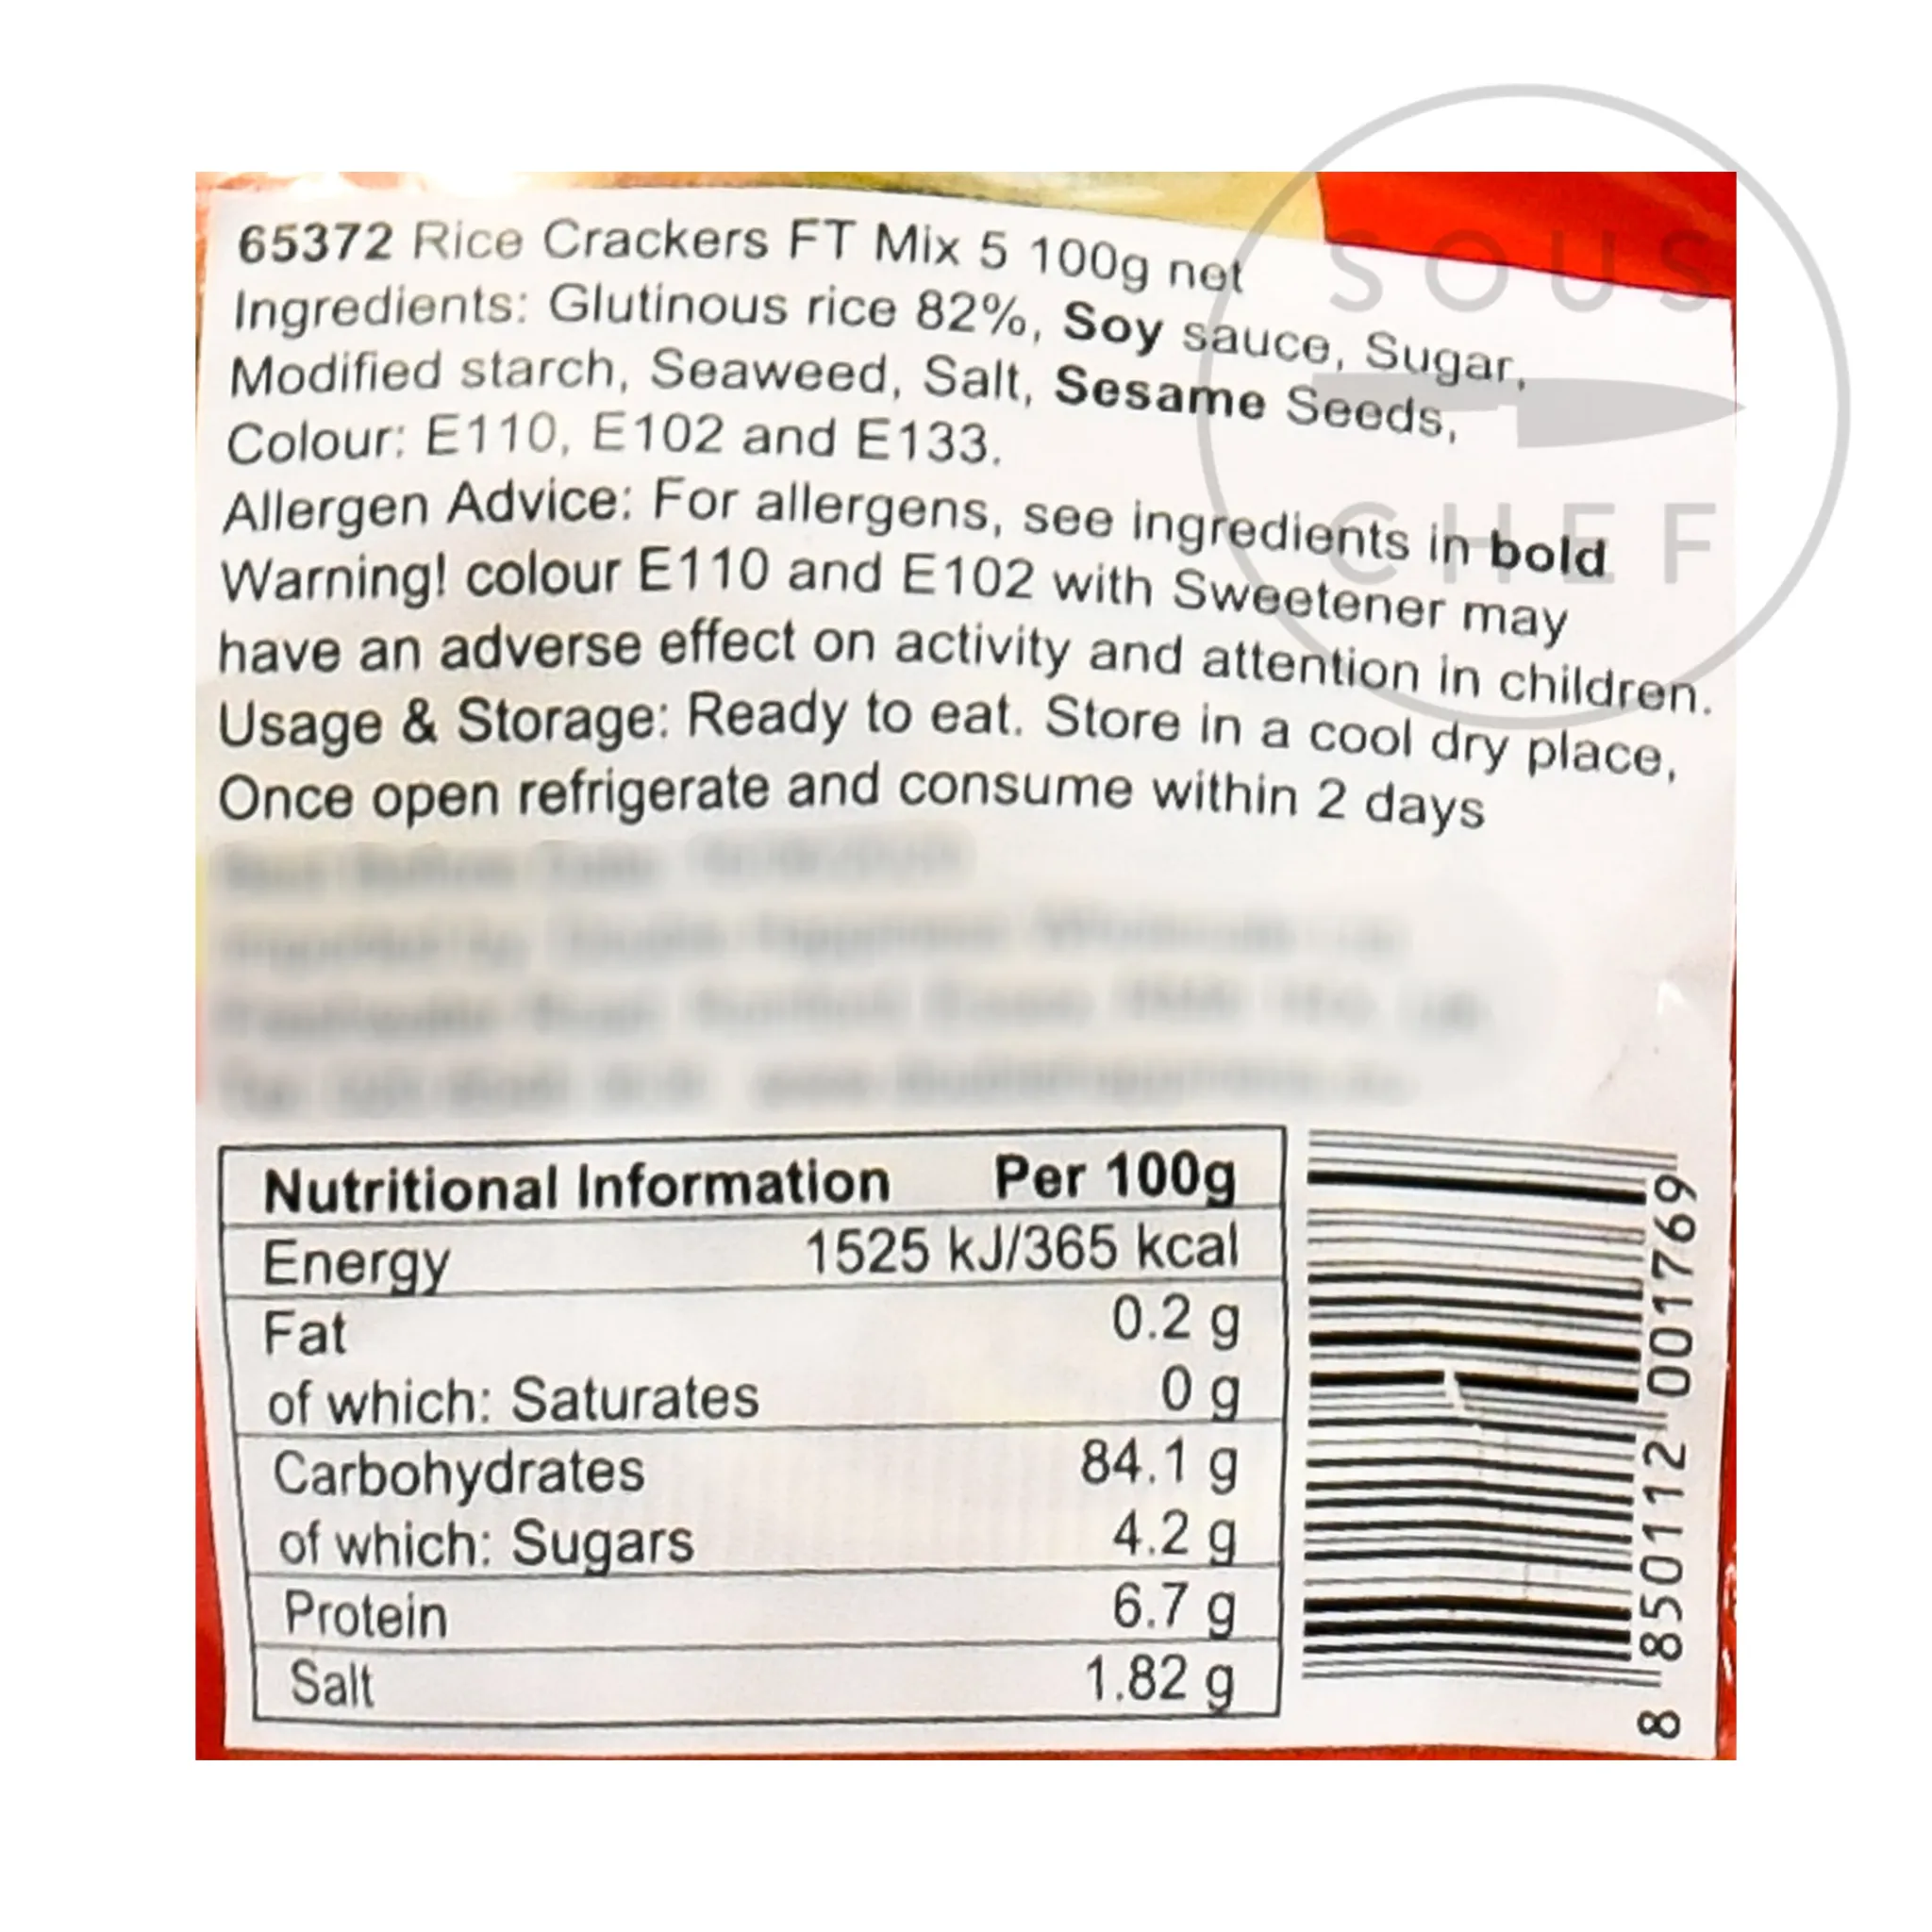 65372 Rice Crackers FT Mix 5 100g net
Ingredients: Glutinous rice 82%, Soy sauce, Sugar,
Modified starch, Seaweed, Salt, Sesame Seeds,
Colour: E110, E102 and E133.
Allergen Advice: For allergens, see ingredients in bold
Warning! colour E110 and E102 with Sweetener may
have an adverse effect on activity and attention in children.
Usage & Storage: Ready to eat. Store in a cool dry place,
Once open refrigerate and consume within 2 days
Nutritional Information Per 100g
Energy 1525 kJ/365 kcal
Fat 0.2 g
of which: Saturates 0 g
Carbohydrates 84.1 g
of which: Sugars 4.2 g
Protein 6.7 g
Salt 1.82 g
8 850112 001769
SOUS
CHEF